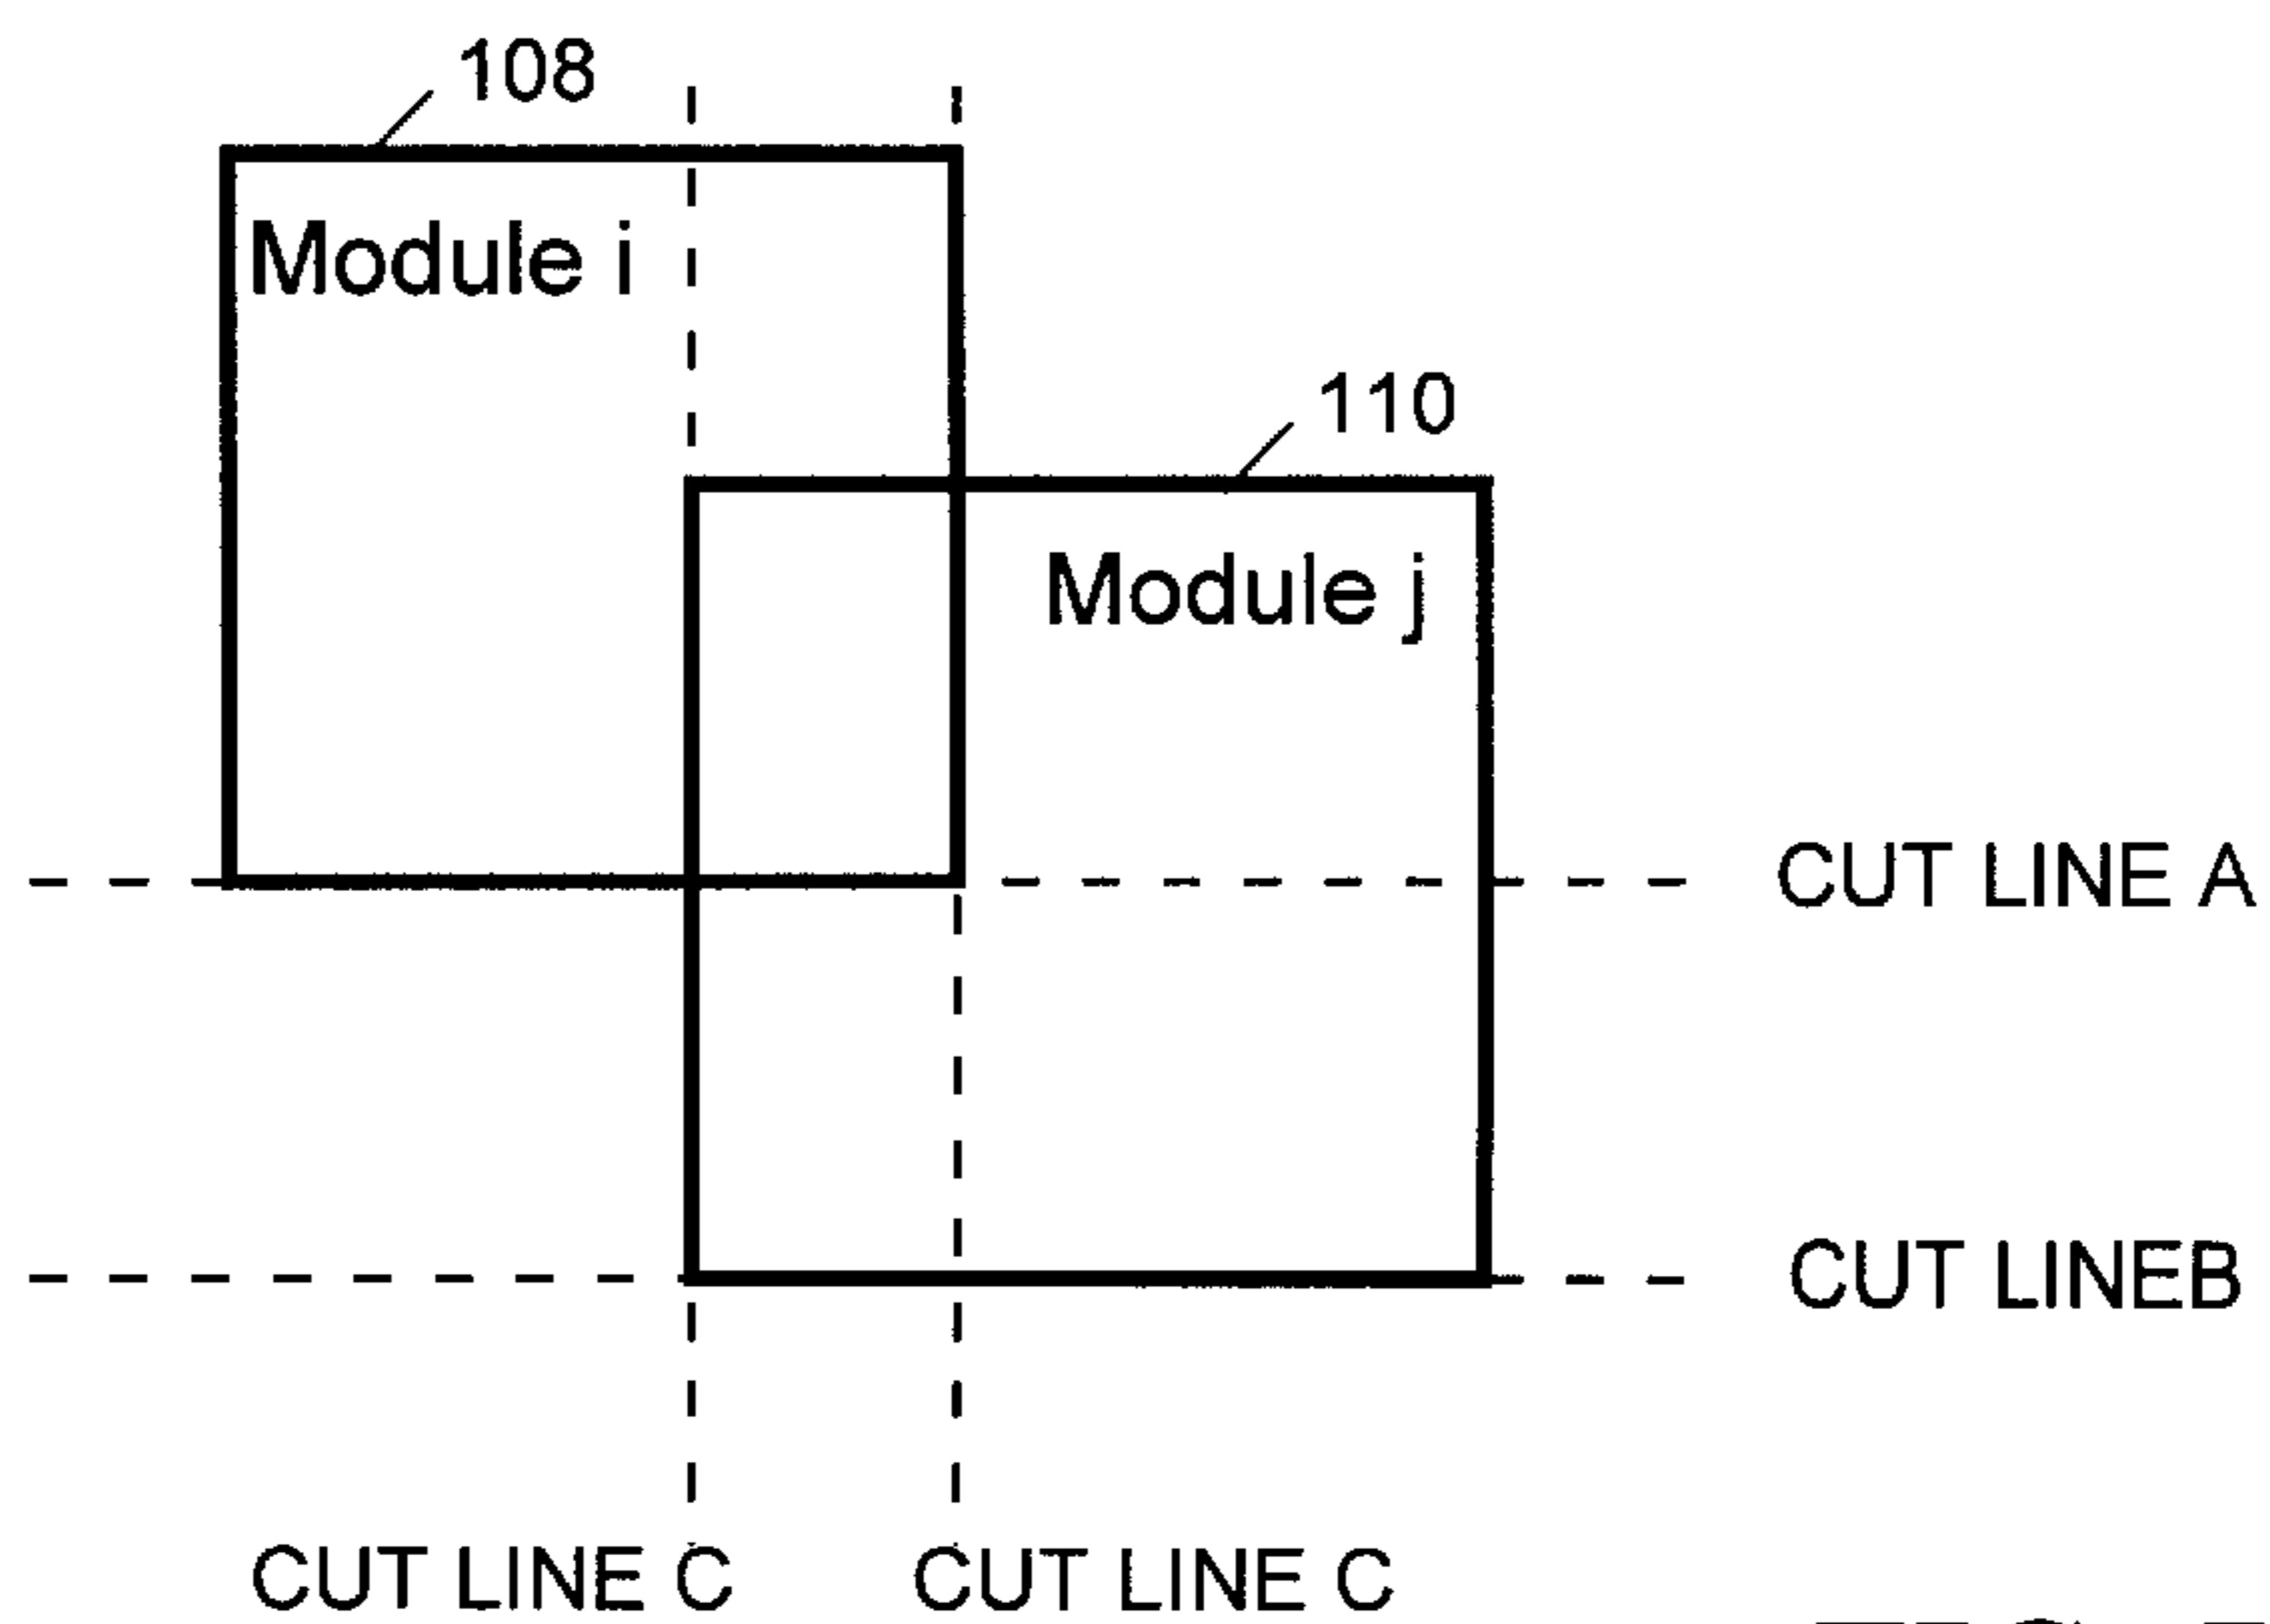 108
Module i
110
Module j
CUT LINE A
CUT LINEB
CUT LINE C
CUT LINE C